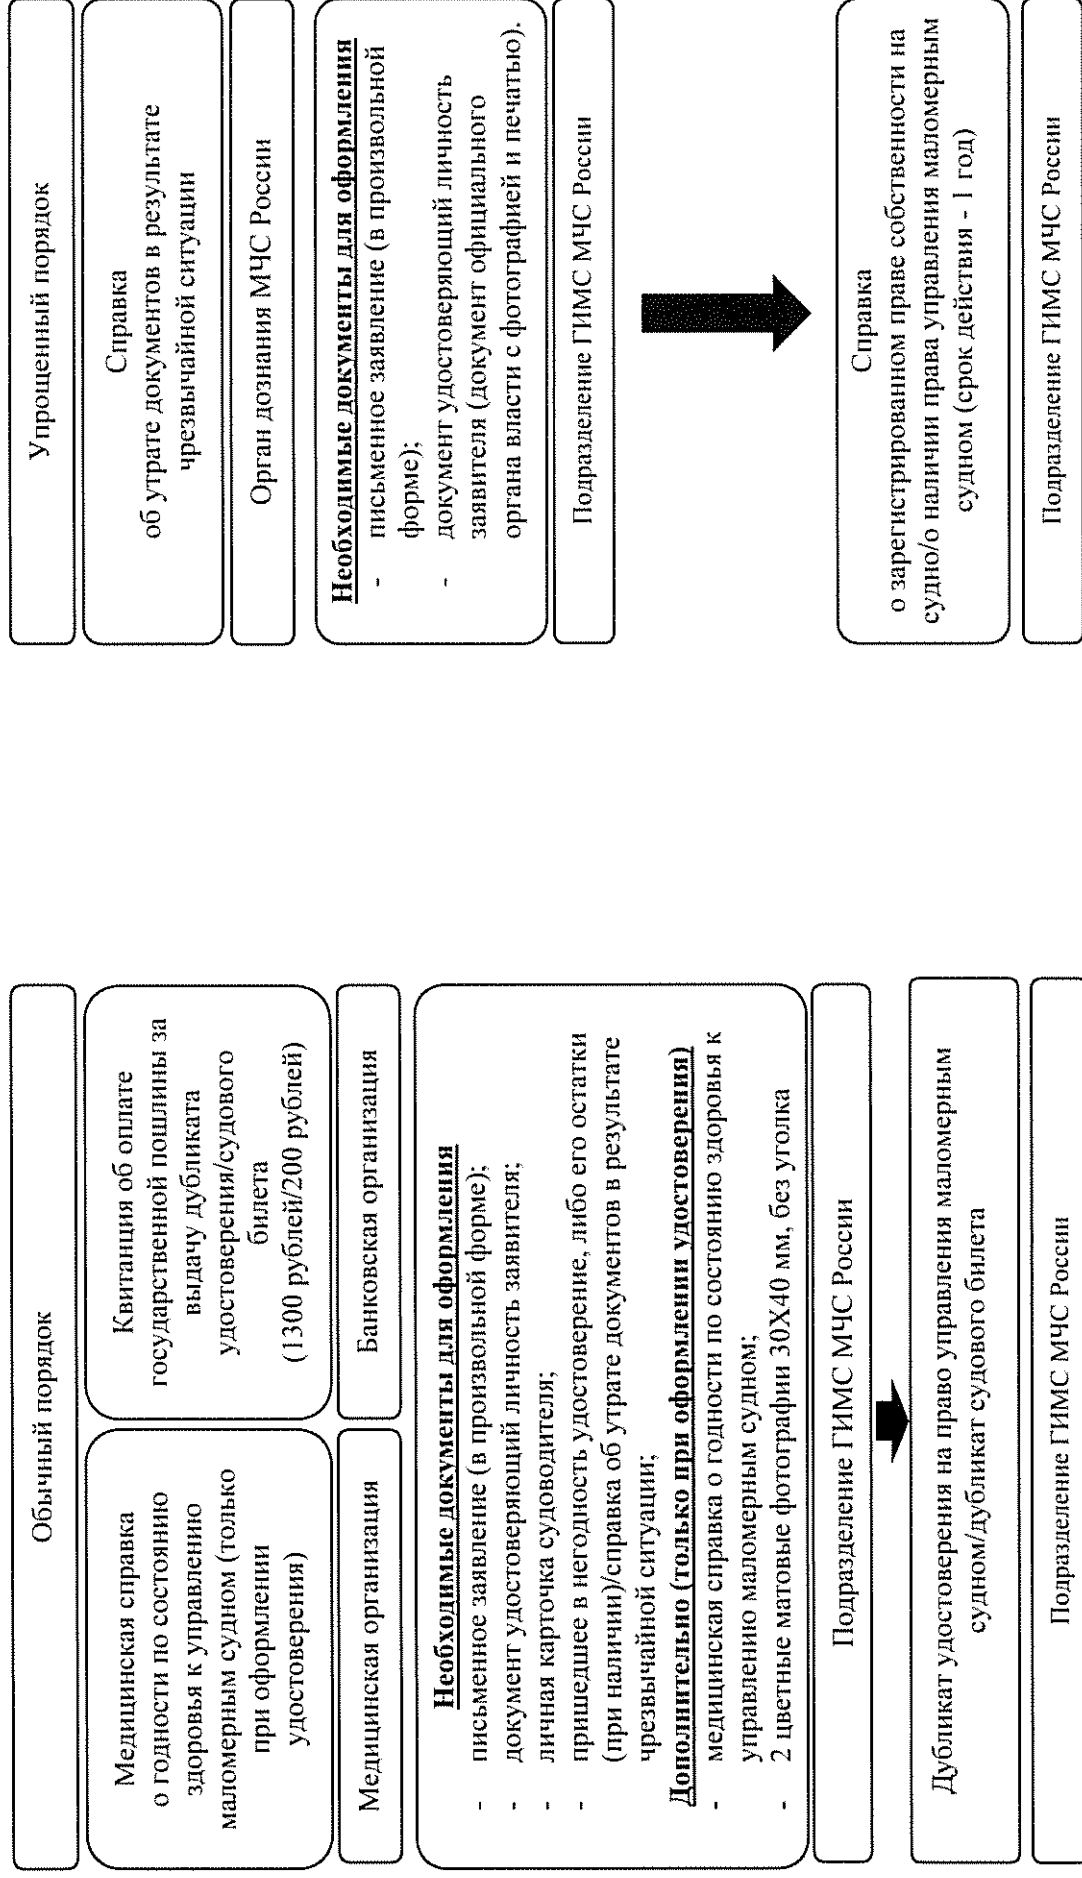 Обычный порядок
Медицинская справка
о годности по состоянию
здоровья к управлению
маломерным судном (только
при оформлении
удостоверения)
Медицинская организация
Квитанция об оплате
государственной пошлины за
выдачу дубликата
удостоверения/судового
билета
(1300 рублей/200 рублей)
Банковская организация
Необходимые документы для оформления
- письменное заявление (в произвольной форме);
- документ удостоверяющий личность заявителя;
- личная карточка судоводителя;
- пришедшее в негодность удостоверение, либо его остатки
(при наличии)/справка об утрате документов в результате
чрезвычайной ситуации;
Дополнительно (только при оформлении удостоверения)
- медицинская справка о годности по состоянию здоровья к
управлению маломерным судном;
- 2 цветные матовые фотографии 30Х40 мм, без уголка
Подразделение ГИМС МЧС России
Дубликат удостоверения на право управления маломерным
судном/дубликат судового билета
Подразделение ГИМС МЧС России
Упрощенный порядок
Справка
об утрате документов в результате
чрезвычайной ситуации
Орган дознания МЧС России
Необходимые документы для оформления
- письменное заявление (в произвольной
форме);
- документ удостоверяющий личность
заявителя (документ официального
органа власти с фотографией и печатью).
Подразделение ГИМС МЧС России
Справка
о зарегистрированном праве собственности на
судно/о наличии права управления маломерным
судном (срок действия - 1 год)
Подразделение ГИМС МЧС России